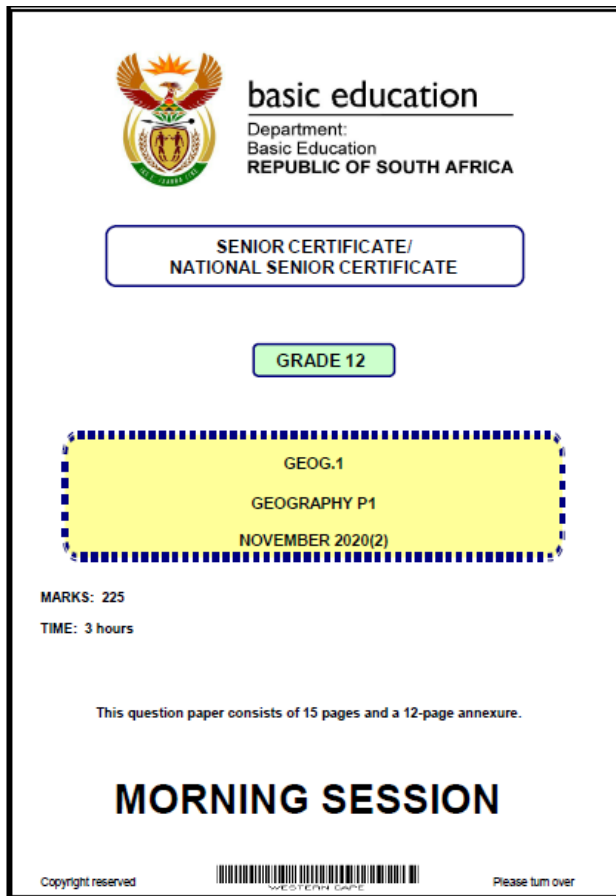 basic education
Department:
Basic Education
REPUBLIC OF SOUTH AFRICA
SENIOR CERTIFICATE/
NATIONAL SENIOR CERTIFICATE
GRADE 12
GEOG.1
GEOGRAPHY P1
NOVEMBER 2020(2)
MARKS: 225
TIME: 3 hours
This question paper consists of 15 pages and a 12-page annexure.
MORNING SESSION
Copyright reserved
WESTERN CAPE
Please turn over